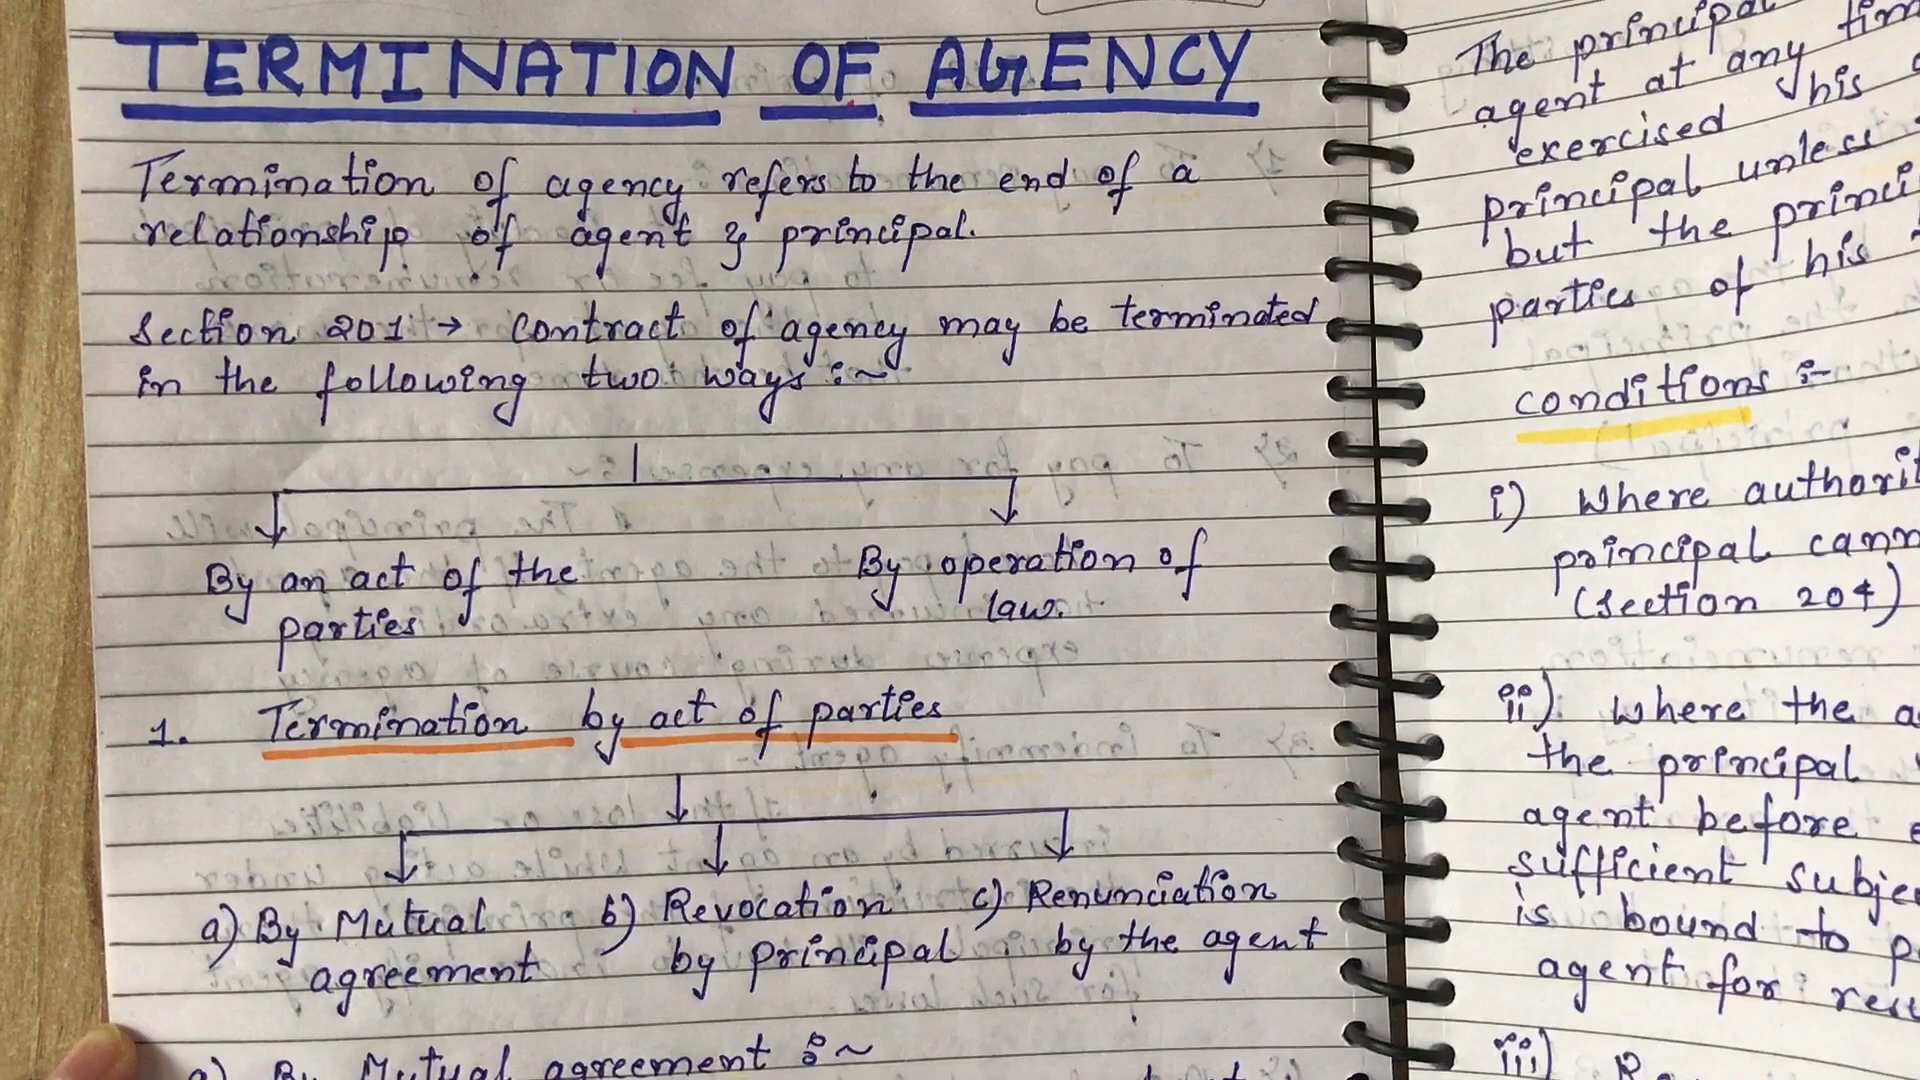 TERMINATION OF AGENCY
Termination of agency refers to the end of a
relationship of agent & principal.
Section 201 → Contract of agency may be terminated
in the following two ways :~
By an act of the By operation of
parties law.
1. Termination by act of parties
a) By Mutual b) Revocation c) Renunciation
agreement by principal by the agent
a) By Mutual agreement :~
The principal
agent at any
exercised his
principal unless
but the
parties of his
conditions :-
i) Where
principal
(Section 204)
ii) Where the
the principal
agent before
sufficient
is bound to
agent for
iii)